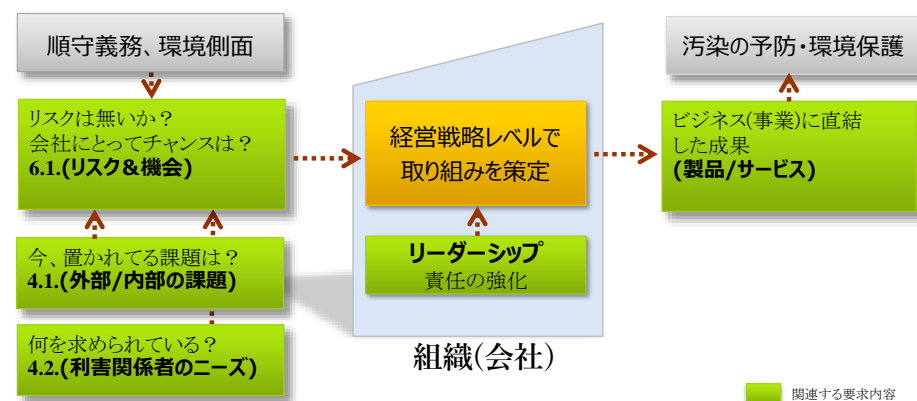 順守義務、環境側面
リスクは無いか？
会社にとってチャンスは？
6.1.(リスク＆機会)
今、置かれてる課題は？
4.1.(外部/内部の課題)
何を求められている？
4.2.(利害関係者のニーズ)
経営戦略レベルで
取り組みを策定
リーダーシップ
責任の強化
組織(会社)
汚染の予防・環境保護
ビジネス(事業)に直結
した成果
(製品/サービス)
関連する要求内容